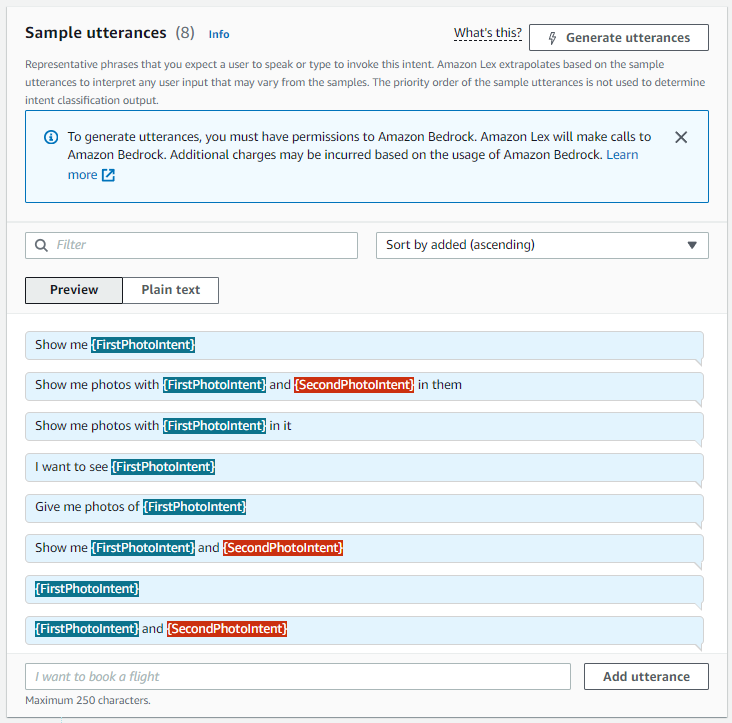 Sample utterances (8) Info
What's this?
Generate utterances
Representative phrases that you expect a user to speak or type to invoke this intent. Amazon Lex extrapolates based on the sample
utterances to interpret any user input that may vary from the samples. The priority order of the sample utterances is not used to determine
intent classification output.
To generate utterances, you must have permissions to Amazon Bedrock. Amazon Lex will make calls to
Amazon Bedrock. Additional charges may be incurred based on the usage of Amazon Bedrock. Learn
more
Filter
Sort by added (ascending)
Preview
Plain text
Show me {FirstPhotoIntent}
Show me photos with {FirstPhotoIntent} and {SecondPhotoIntent} in them
Show me photos with {FirstPhotoIntent} in it
I want to see {FirstPhotoIntent}
Give me photos of {FirstPhotoIntent}
Show me {FirstPhotoIntent} and {SecondPhotoIntent}
{FirstPhotoIntent}
{FirstPhotoIntent} and {SecondPhotoIntent}
I want to book a flight
Add utterance
Maximum 250 characters.